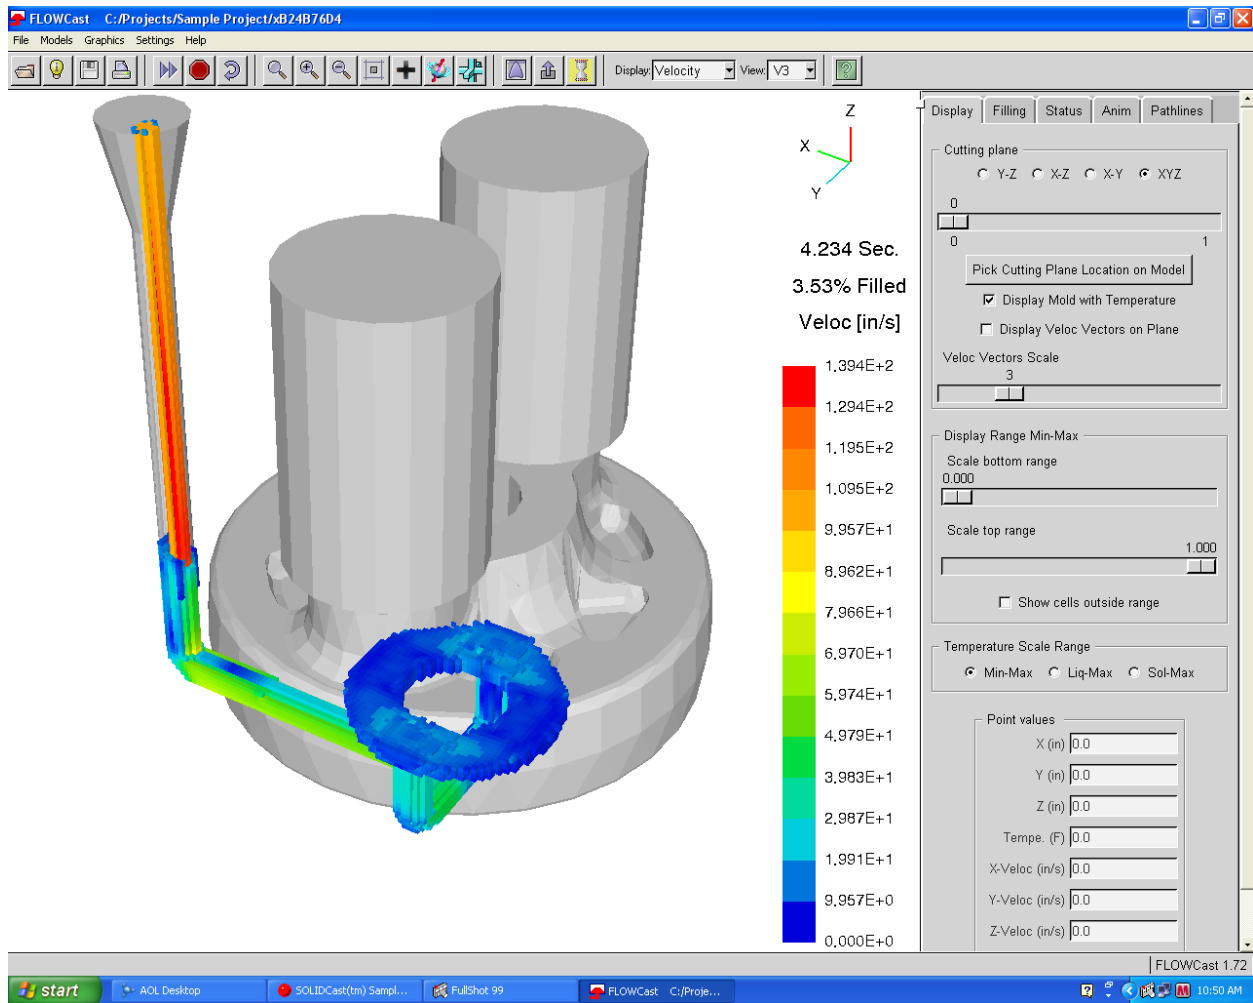 FLOWCast C:/Projects/Sample Project/xB24B76D4
File Models Graphics Settings Help
Display: Velocity View: V3
Display Filling Status Anim Pathlines
Z
X
Y
4.234 Sec.
3.53% Filled
Veloc [in/s]
1.394E+2
1.294E+2
1.195E+2
1.095E+2
9.957E+1
8.962E+1
7.966E+1
6.970E+1
5.974E+1
4.979E+1
3.983E+1
2.987E+1
1.991E+1
9.957E+0
0.000E+0
Cutting plane
Y-Z X-Z X-Y XYZ
0
0 1
Pick Cutting Plane Location on Model
Display Mold with Temperature
Display Veloc Vectors on Plane
Veloc Vectors Scale
3
Display Range Min-Max
Scale bottom range
0.000
Scale top range
1.000
Show cells outside range
Temperature Scale Range
Min-Max Liq-Max Sol-Max
Point values
X (in) 0.0
Y (in) 0.0
Z (in) 0.0
Tempe. (F) 0.0
X-Veloc (in/s) 0.0
Y-Veloc (in/s) 0.0
Z-Veloc (in/s) 0.0
FLOWCast 1.72
start AOL Desktop SOLIDCast(tm) Sampl... FullShot 99 FLOWCast C:/Proje... 10:50 AM